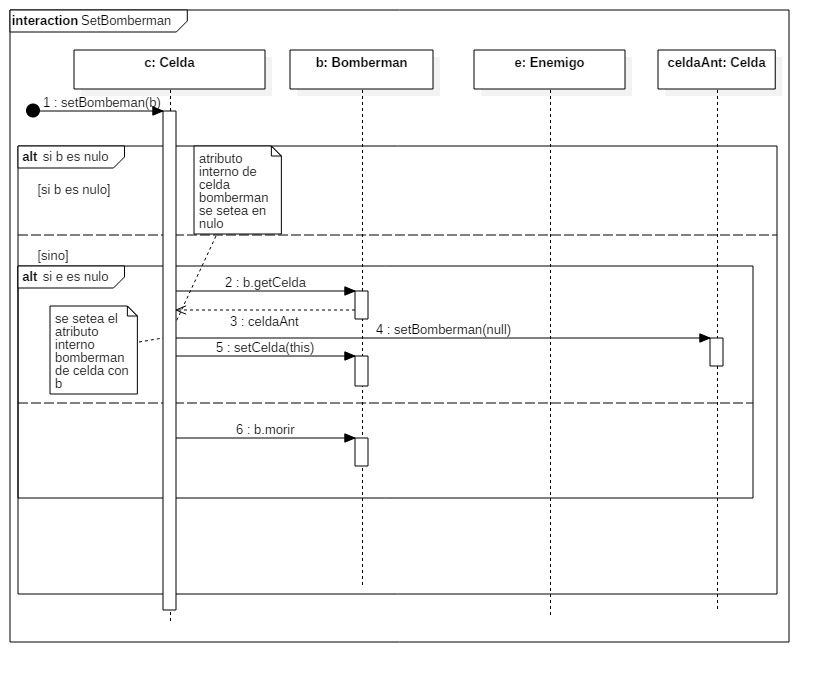 interaction SetBomberman
c: Celda
b: Bomberman
e: Enemigo
celdaAnt: Celda
1 : setBombeman(b)
alt si b es nulo
atributo
interno de
celda
bomberman
se setea en
nulo
[si b es nulo]
[sino]
alt si e es nulo
2 : b.getCelda
se setea el
atributo
interno
bomberman
de celda con
b
3 : celdaAnt
4 : setBomberman(null)
5 : setCelda(this)
6 : b.morir